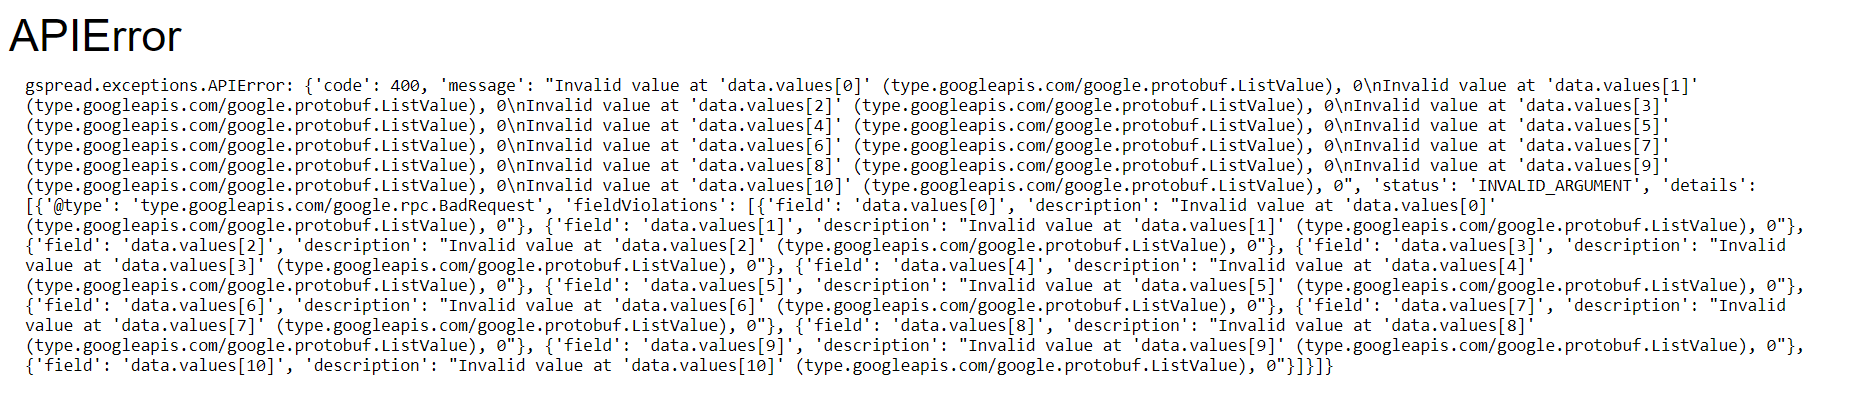 APIError
gspread.exceptions.APIError: {'code': 400, 'message': "Invalid value at 'data.values[0]' (type.googleapis.com/google.protobuf.ListValue), 0\nInvalid value at 'data.values[1]'
(type.googleapis.com/google.protobuf.ListValue), 0\nInvalid value at 'data.values[2]' (type.googleapis.com/google.protobuf.ListValue), 0\nInvalid value at 'data.values[3]'
(type.googleapis.com/google.protobuf.ListValue), 0\nInvalid value at 'data.values[4]' (type.googleapis.com/google.protobuf.ListValue), 0\nInvalid value at 'data.values[5]'
(type.googleapis.com/google.protobuf.ListValue), 0\nInvalid value at 'data.values[6]' (type.googleapis.com/google.protobuf.ListValue), 0\nInvalid value at 'data.values[7]'
(type.googleapis.com/google.protobuf.ListValue), 0\nInvalid value at 'data.values[8]' (type.googleapis.com/google.protobuf.ListValue), 0\nInvalid value at 'data.values[9]'
(type.googleapis.com/google.protobuf.ListValue), 0\nInvalid value at 'data.values[10]' (type.googleapis.com/google.protobuf.ListValue), 0", 'status': 'INVALID_ARGUMENT', 'details':
[{'@type': 'type.googleapis.com/google.rpc.BadRequest', 'fieldViolations': [{'field': 'data.values[0]', 'description': "Invalid value at 'data.values[0]'
(type.googleapis.com/google.protobuf.ListValue), 0"}, {'field': 'data.values[1]', 'description': "Invalid value at 'data.values[1]' (type.googleapis.com/google.protobuf.ListValue), 0"},
{'field': 'data.values[2]', 'description': "Invalid value at 'data.values[2]' (type.googleapis.com/google.protobuf.ListValue), 0"}, {'field': 'data.values[3]', 'description': "Invalid
value at 'data.values[3]' (type.googleapis.com/google.protobuf.ListValue), 0"}, {'field': 'data.values[4]', 'description': "Invalid value at 'data.values[4]'
(type.googleapis.com/google.protobuf.ListValue), 0"}, {'field': 'data.values[5]', 'description': "Invalid value at 'data.values[5]' (type.googleapis.com/google.protobuf.ListValue), 0"},
{'field': 'data.values[6]', 'description': "Invalid value at 'data.values[6]' (type.googleapis.com/google.protobuf.ListValue), 0"}, {'field': 'data.values[7]', 'description': "Invalid
value at 'data.values[7]' (type.googleapis.com/google.protobuf.ListValue), 0"}, {'field': 'data.values[8]', 'description': "Invalid value at 'data.values[8]'
(type.googleapis.com/google.protobuf.ListValue), 0"}, {'field': 'data.values[9]', 'description': "Invalid value at 'data.values[9]' (type.googleapis.com/google.protobuf.ListValue), 0"},
{'field': 'data.values[10]', 'description': "Invalid value at 'data.values[10]' (type.googleapis.com/google.protobuf.ListValue), 0"}]}]}